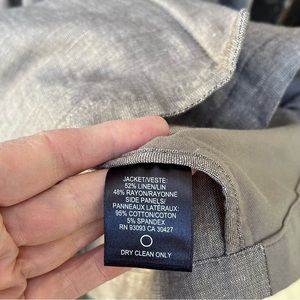 JACKET/VESTE:
52% LINEN/LIN
48% RAYON/RAYONNE
SIDE PANELS/
PANNEAUX LATÉRAUX:
95% COTTON/COTON
5% SPANDEX
RN 93093 CA 30427
DRY CLEAN ONLY